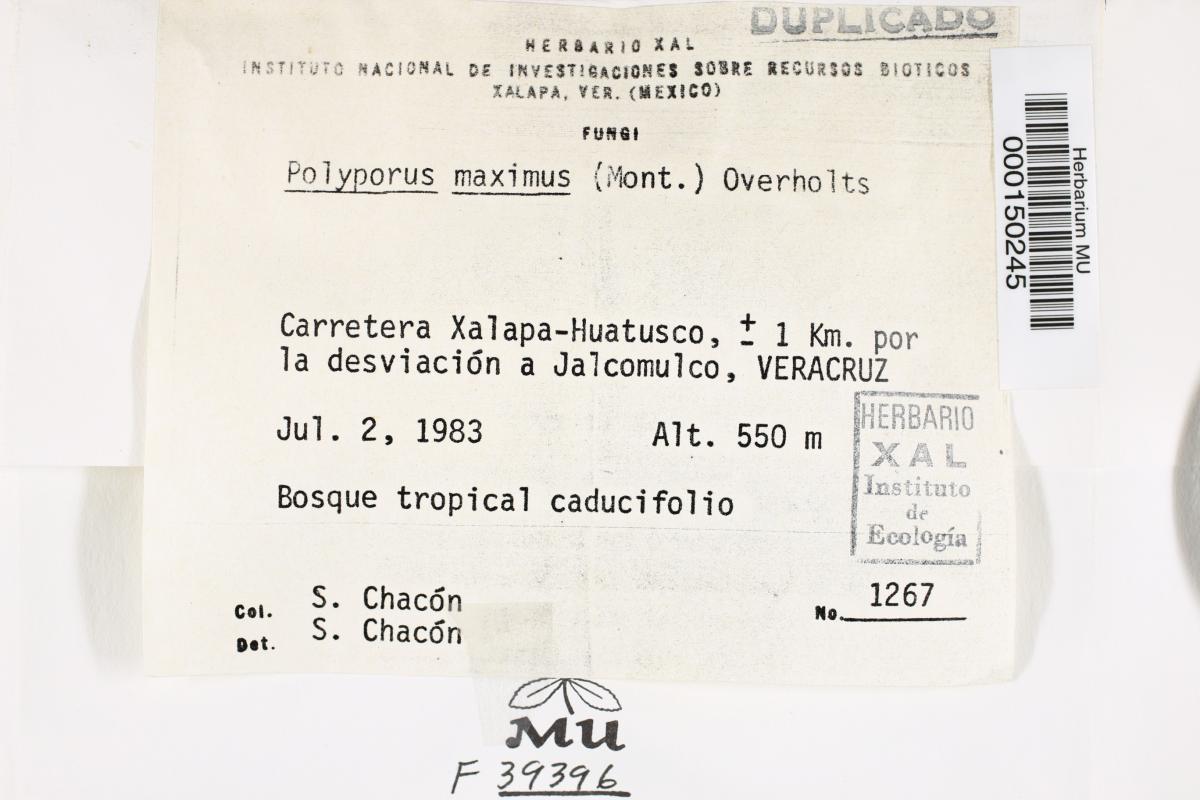 DUPLICADO
HERBARIO XAL
INSTITUTO NACIONAL DE INVESTIGACIONES SOBRE RECURSOS BIOTICOS
XALAPA, VER. (MEXICO)
FUNGI
Polyporus maximus (Mont.) Overholts
Carretera Xalapa-Huatusco, ± 1 Km. por
la desviación a Jalcomulco, VERACRUZ
Jul. 2, 1983 Alt. 550 m
Bosque tropical caducifolio
HERBARIO
XAL
Instituto
de
Ecología
Col. S. Chacón
Det. S. Chacón
No. 1267
MU
F 39396
Herbarium MU
000150245